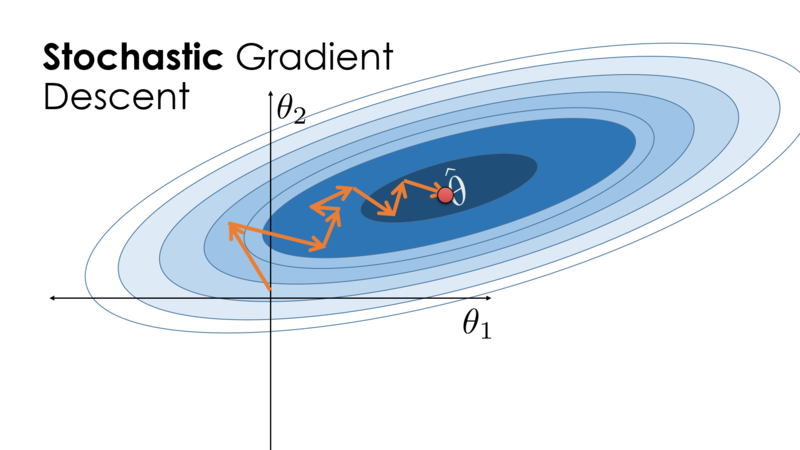 Stochastic Gradient
Descent
θ₂
θ̂
θ₁